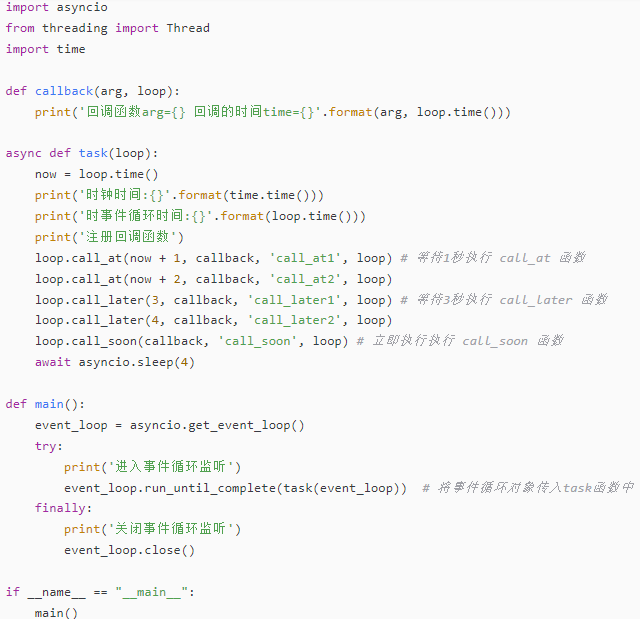 import asyncio
from threading import Thread
import time

def callback(arg, loop):
    print('回调函数arg={} 回调的时间time={}'.format(arg, loop.time()))

async def task(loop):
    now = loop.time()
    print('时钟时间:{}'.format(time.time()))
    print('时事件循环时间:{}'.format(loop.time()))
    print('注册回调函数')
    loop.call_at(now + 1, callback, 'call_at1', loop) # 等待1秒执行 call_at 函数
    loop.call_at(now + 2, callback, 'call_at2', loop)
    loop.call_later(3, callback, 'call_later1', loop) # 等待3秒执行 call_later 函数
    loop.call_later(4, callback, 'call_later2', loop)
    loop.call_soon(callback, 'call_soon', loop) # 立即执行执行 call_soon 函数
    await asyncio.sleep(4)

def main():
    event_loop = asyncio.get_event_loop()
    try:
        print('进入事件循环监听')
        event_loop.run_until_complete(task(event_loop))  # 将事件循环对象传入task函数中
    finally:
        print('关闭事件循环监听')
        event_loop.close()

if __name__ == "__main__":
    main()